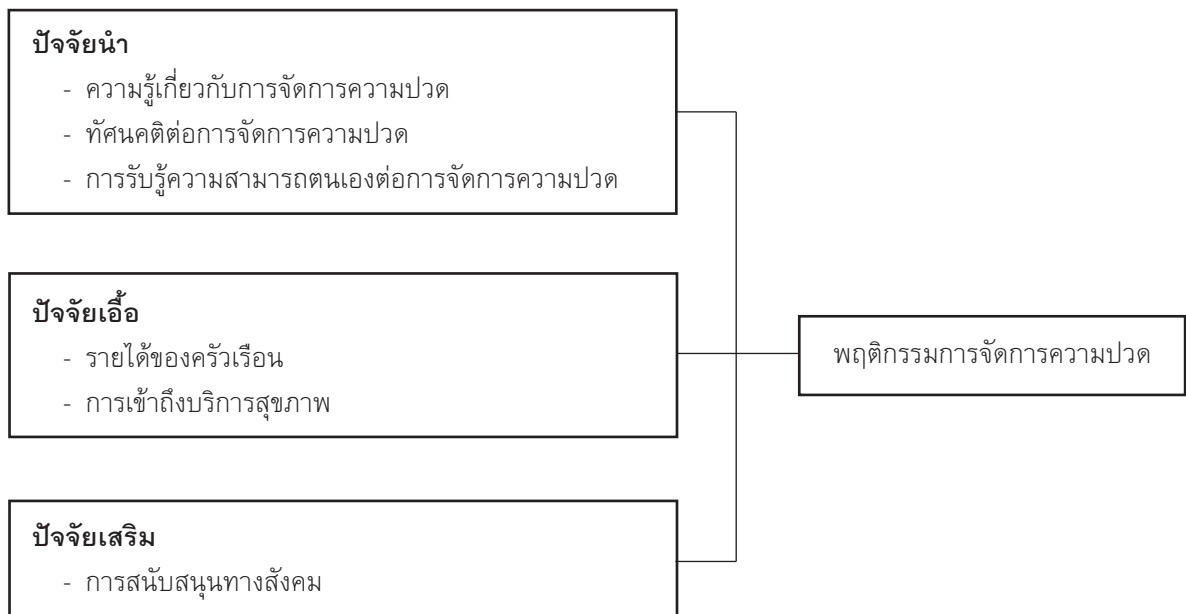 ปัจจัยนำ
- ความรู้เกี่ยวกับการจัดการความปวด
- ทัศนคติต่อการจัดการความปวด
- การรับรู้ความสามารถตนเองต่อการจัดการความปวด
ปัจจัยเอื้อ
- รายได้ของครัวเรือน
- การเข้าถึงบริการสุขภาพ
พฤติกรรมการจัดการความปวด
ปัจจัยเสริม
- การสนับสนุนทางสังคม